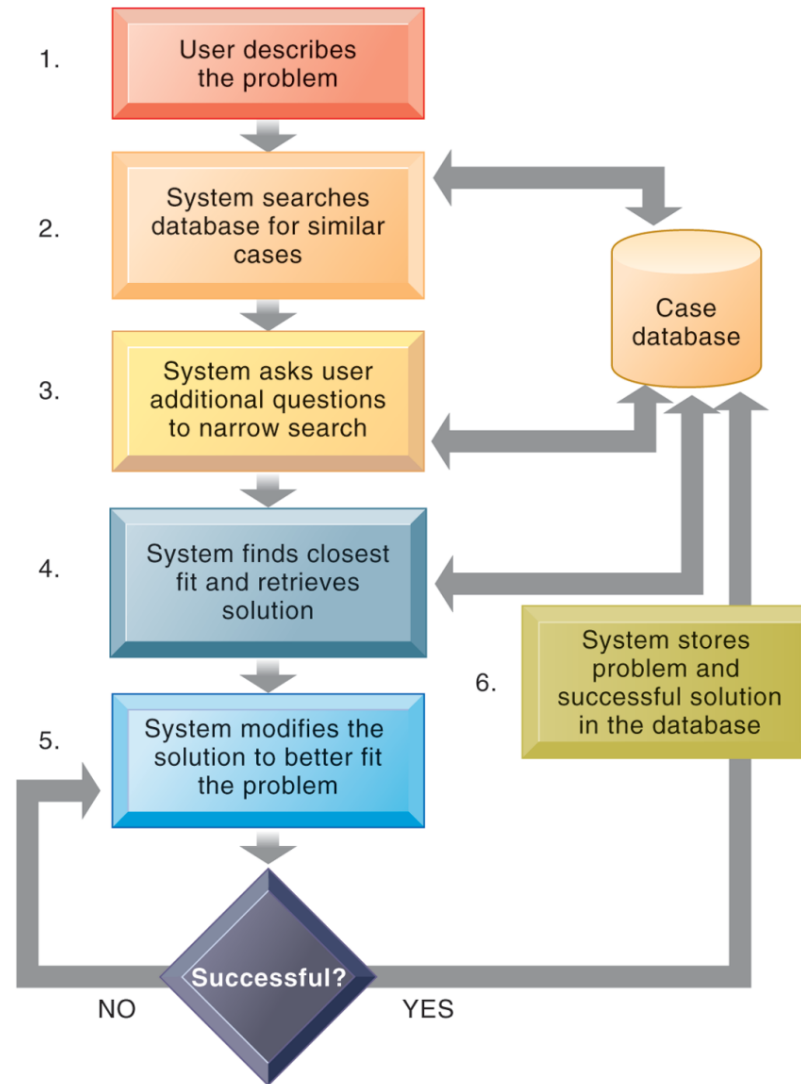 1.
User describes
the problem
2.
System searches
database for similar
cases
Case
database
3.
System asks user
additional questions
to narrow search
4.
System finds closest
fit and retrieves
solution
5.
System modifies the
solution to better fit
the problem
6.
System stores
problem and
successful solution
in the database
Successful?
NO
YES